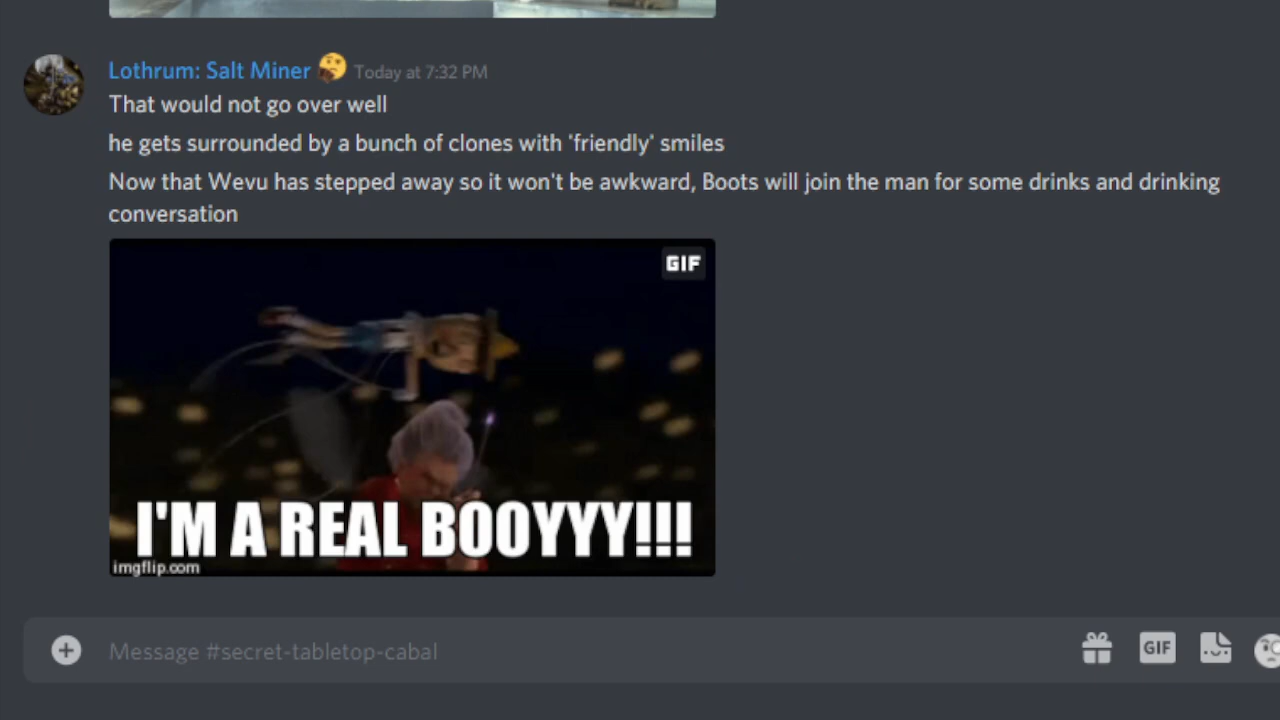 Lothrum: Salt Miner 🤔 Today at 7:32 PM
That would not go over well
he gets surrounded by a bunch of clones with 'friendly' smiles
Now that Wevu has stepped away so it won't be awkward, Boots will join the man for some drinks and drinking
conversation
GIF
I'M A REAL BOOYYY!!!
imgflip.com
Message #secret-tabletop-cabal
GIF